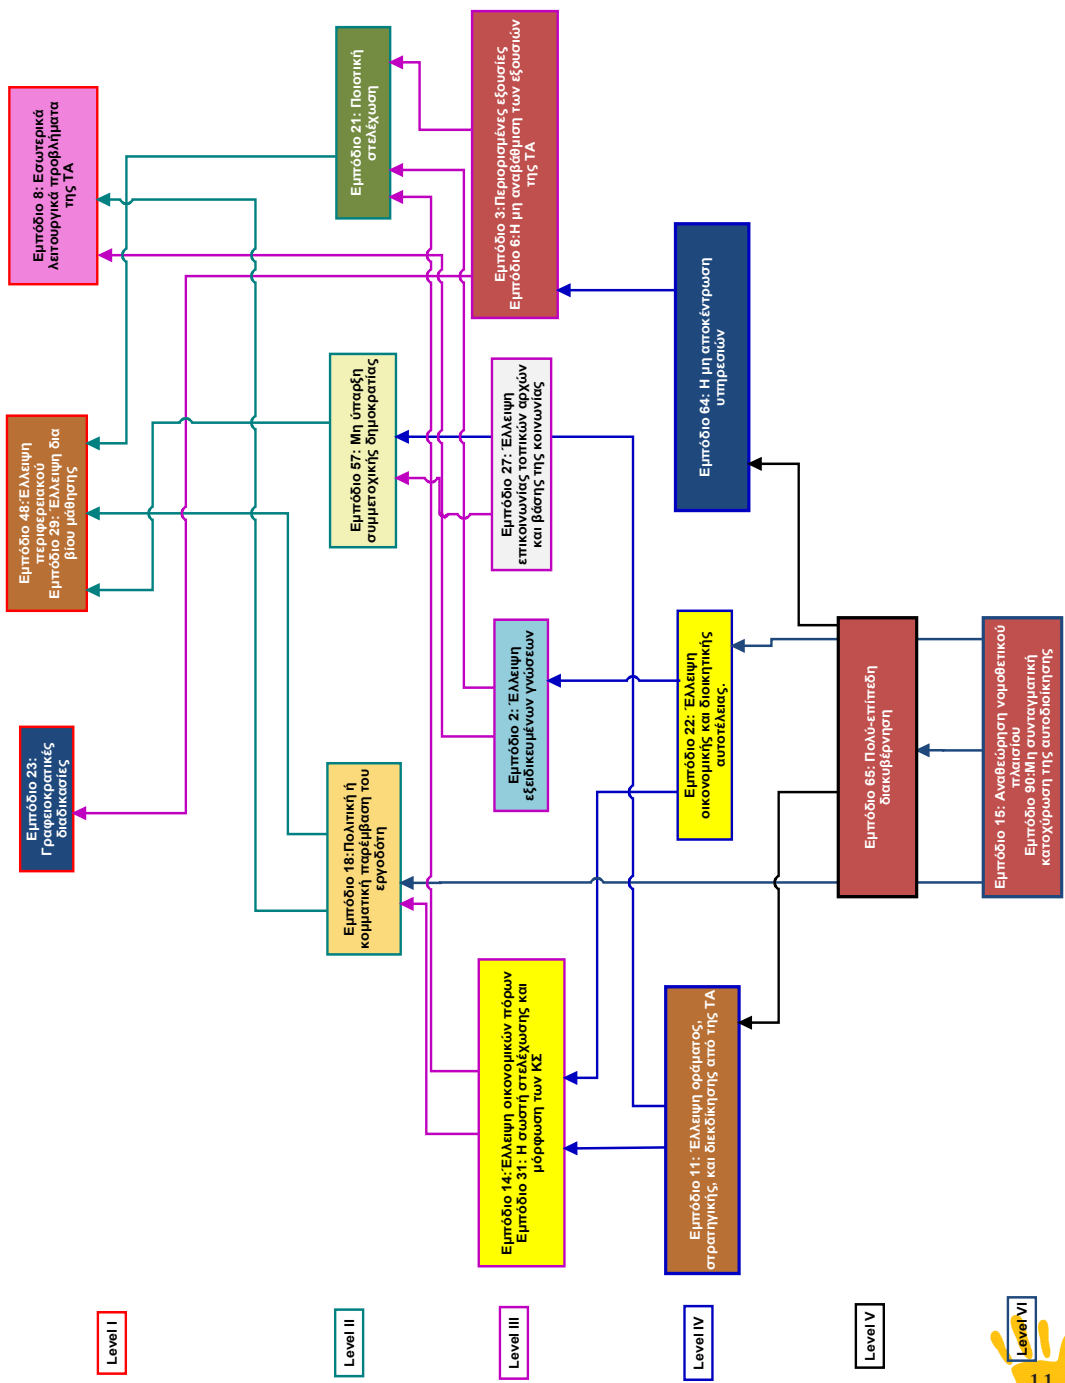 Level I
Εμπόδιο 23:
Γραφειοκρατικές
διαδικασίες
Εμπόδιο 48: Έλλειψη
περιφερειακού
Εμπόδιο 29: Έλλειψη δια
βίου μάθησης
Εμπόδιο 8: Εσωτερικά
λειτουργικά προβλήματα
της ΤΑ
Level II
Εμπόδιο 18:Πολιτική ή
κομματική παρέμβαση του
εργοδότη
Εμπόδιο 57: Μη ύπαρξη
συμμετοχικής δημοκρατίας
Εμπόδιο 21: Ποιοτική
στελέχωση
Level III
Εμπόδιο 14:Έλλειψη οικονομικών πόρων
Εμπόδιο 31: Η σωστή στελέχωσης και
μόρφωση των ΚΣ
Εμπόδιο 2: Έλλειψη
εξειδικευμένων γνώσεων
Εμπόδιο 27: Έλλειψη
επικοινωνίας τοπικών αρχών
και βάσης της κοινωνίας
Εμπόδιο 3:Περιορισμένες εξουσίες
Εμπόδιο 6:Η μη αναβάθμιση των εξουσιών
της ΤΑ
Level IV
Εμπόδιο 11: Έλλειψη οράματος,
στρατηγικής, και διεκδίκησης από της ΤΑ
Εμπόδιο 22: Έλλειψη
οικονομικής και διοικητικής
αυτοτέλειας.
Εμπόδιο 64: Η μη αποκέντρωση
υπηρεσιών
Level V
Εμπόδιο 65: Πολύ-επίπεδη
διακυβέρνηση
Level VI
Εμπόδιο 15: Αναθεώρηση νομοθετικού
πλαισίου
Εμπόδιο 90:Μη συνταγματική
κατοχύρωση της αυτοδιοίκησης
11